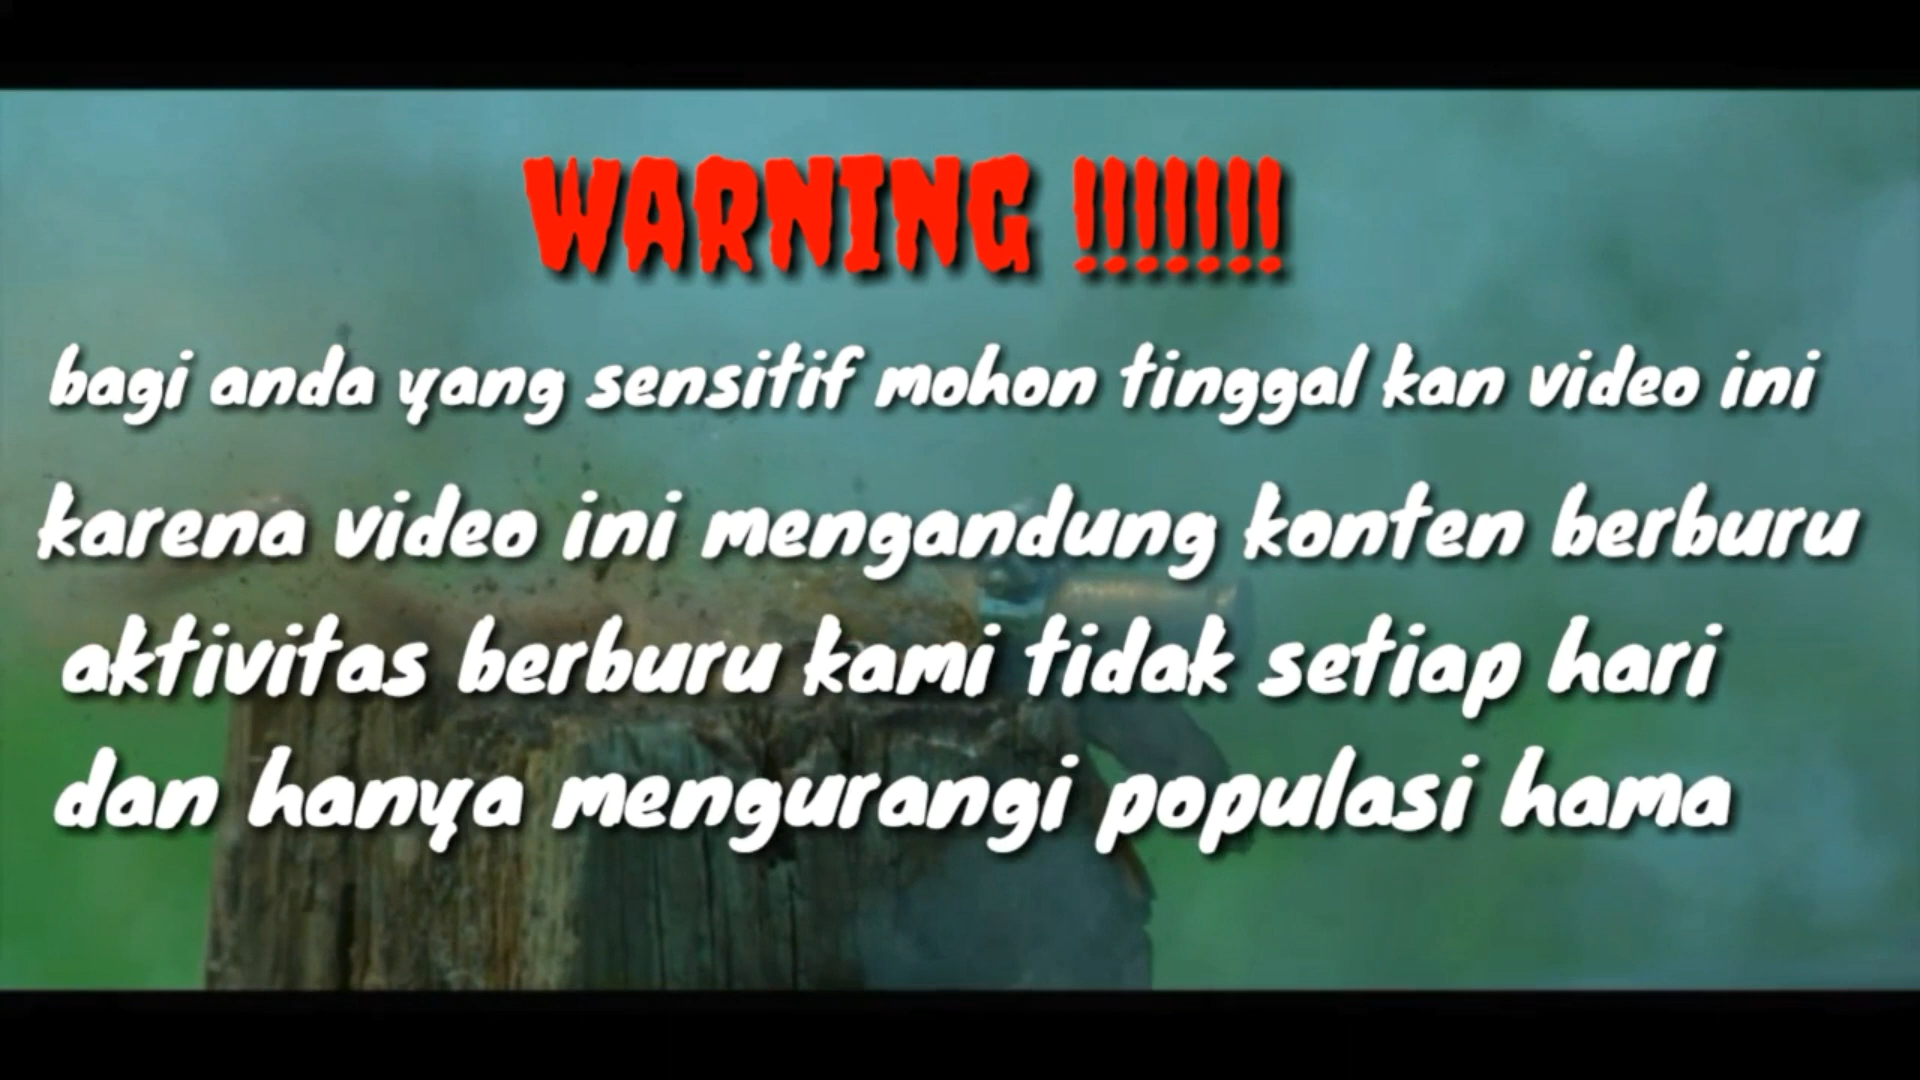 WARNING !!!!!!!
bagi anda yang sensitif mohon tinggal kan video ini
karena video ini mengandung konten berburu
aktivitas berburu kami tidak setiap hari
dan hanya mengurangi populasi hama